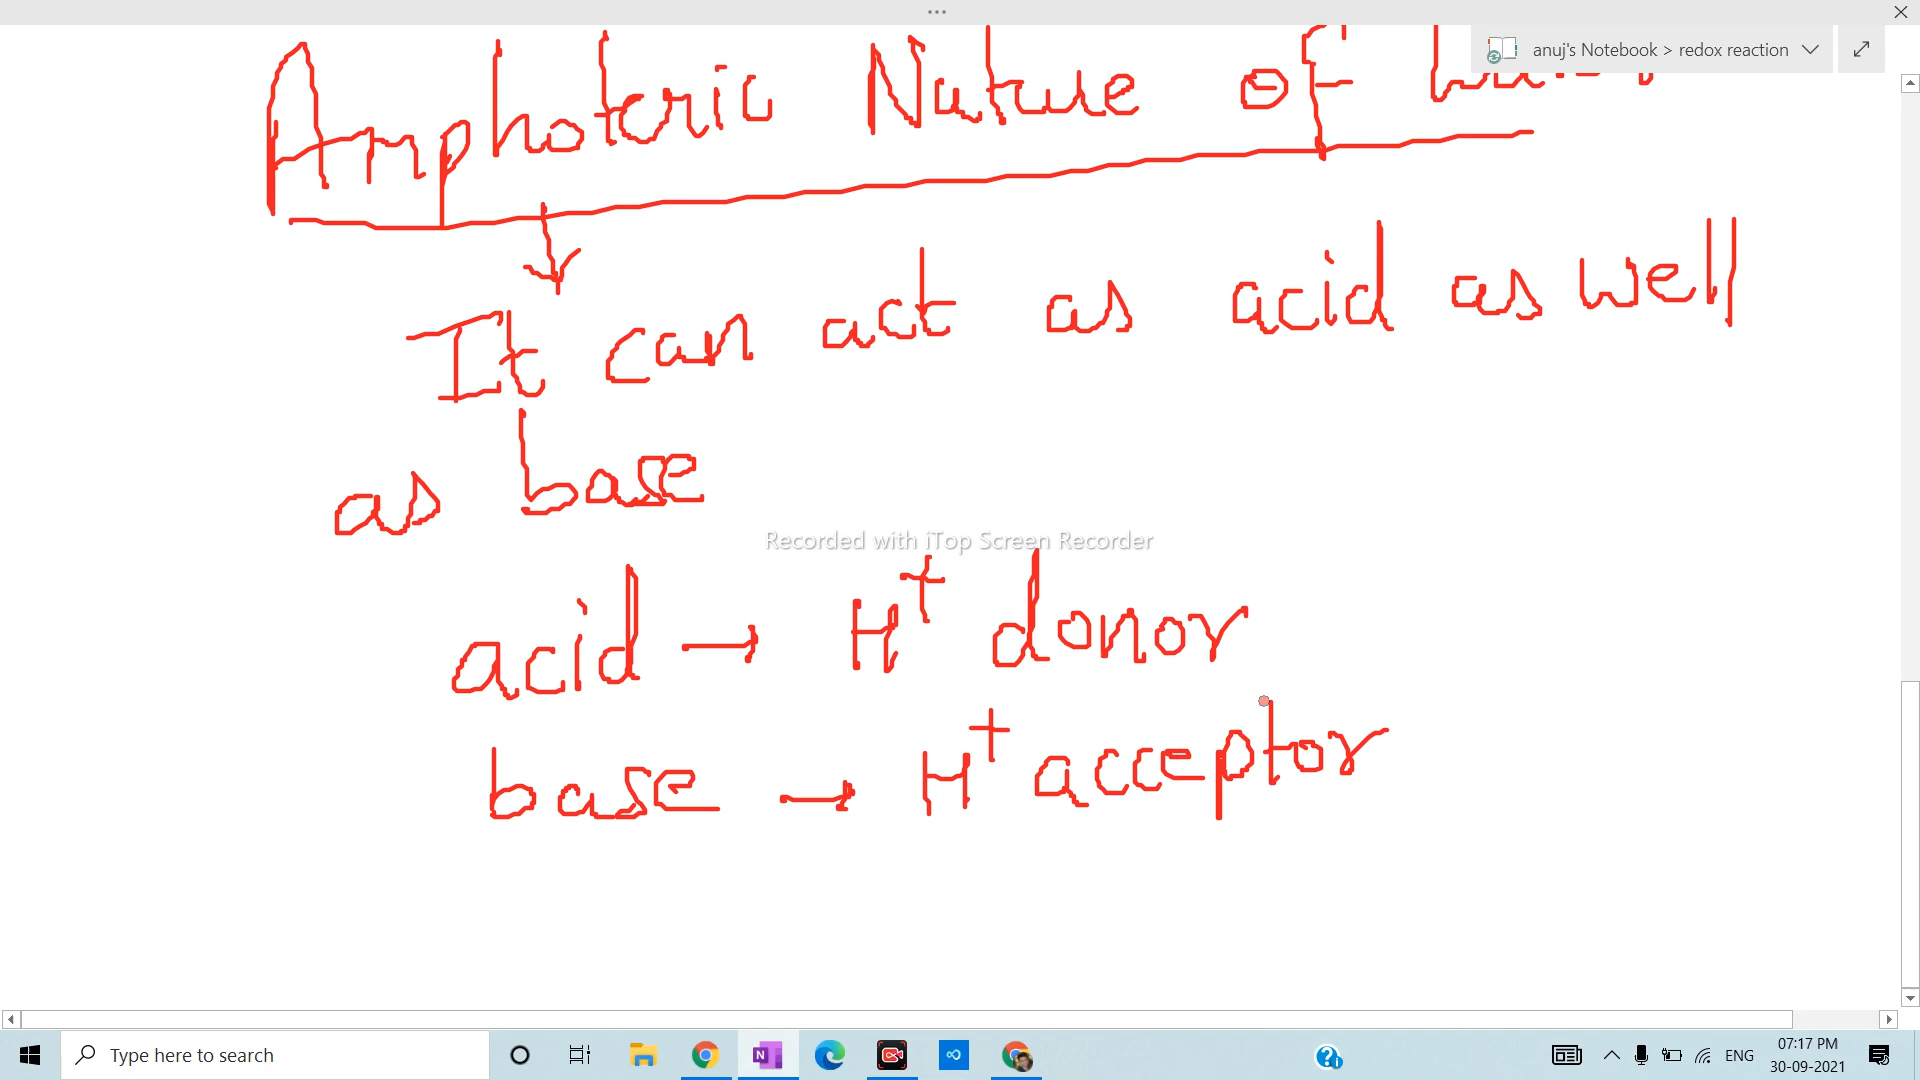 anuj's Notebook > redox reaction
Amphoteric Nature of
It can act as acid as well
as base
Recorded with iTop Screen Recorder
acid → H+ donor
base → H+ acceptor
Type here to search
ENG
07:17 PM
30-09-2021